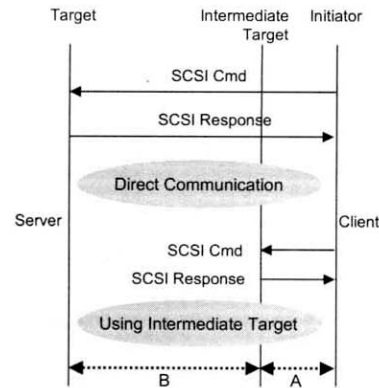 Target
Intermediate Target
Initiator
SCSI Cmd
SCSI Response
Direct Communication
Server
Client
SCSI Cmd
SCSI Response
Using Intermediate Target
B
A